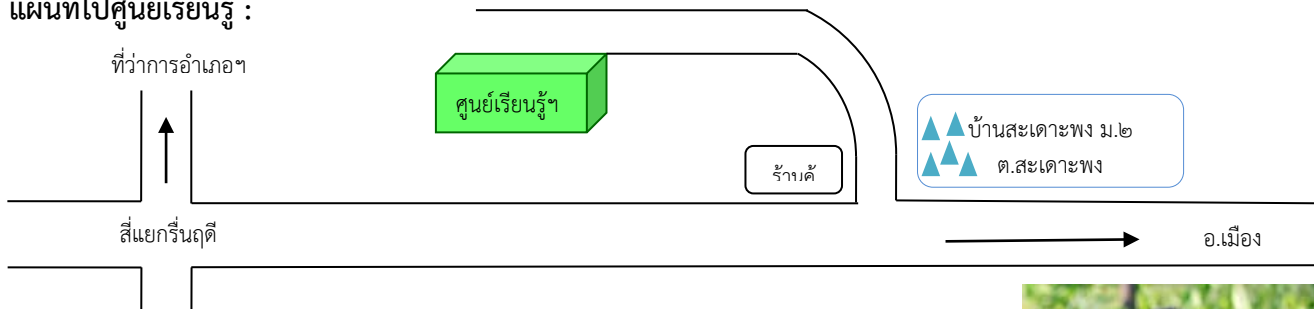 แผนที่ไปศูนย์เรียนรู้ :
ที่ว่าการอำเภอฯ
ศูนย์เรียนรู้ฯ
บ้านสะเดาะพง ม.๒
ต.สะเดาะพง
ร้านค้
สี่แยกรื่นฤดี
อ.เมือง